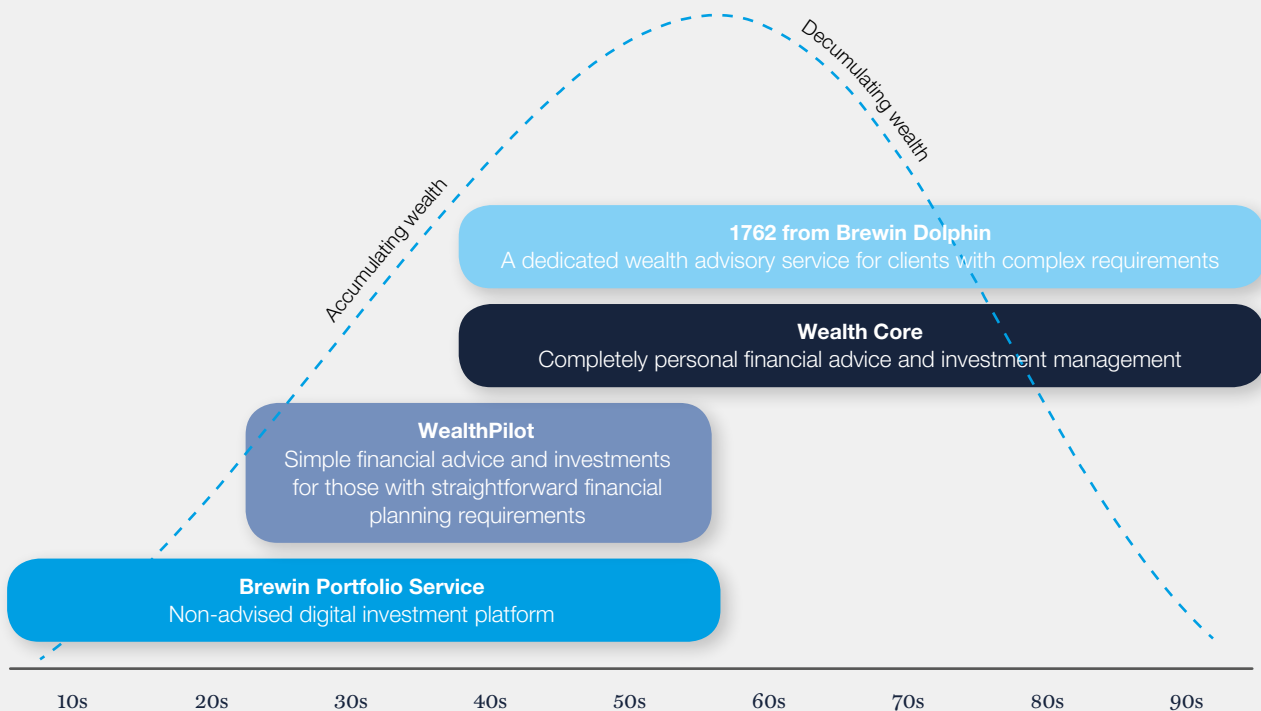 Decumulating wealth
Accumulating wealth
1762 from Brewin Dolphin
A dedicated wealth advisory service for clients with complex requirements
Wealth Core
Completely personal financial advice and investment management
WealthPilot
Simple financial advice and investments
for those with straightforward financial
planning requirements
Brewin Portfolio Service
Non-advised digital investment platform
10s 20s 30s 40s 50s 60s 70s 80s 90s